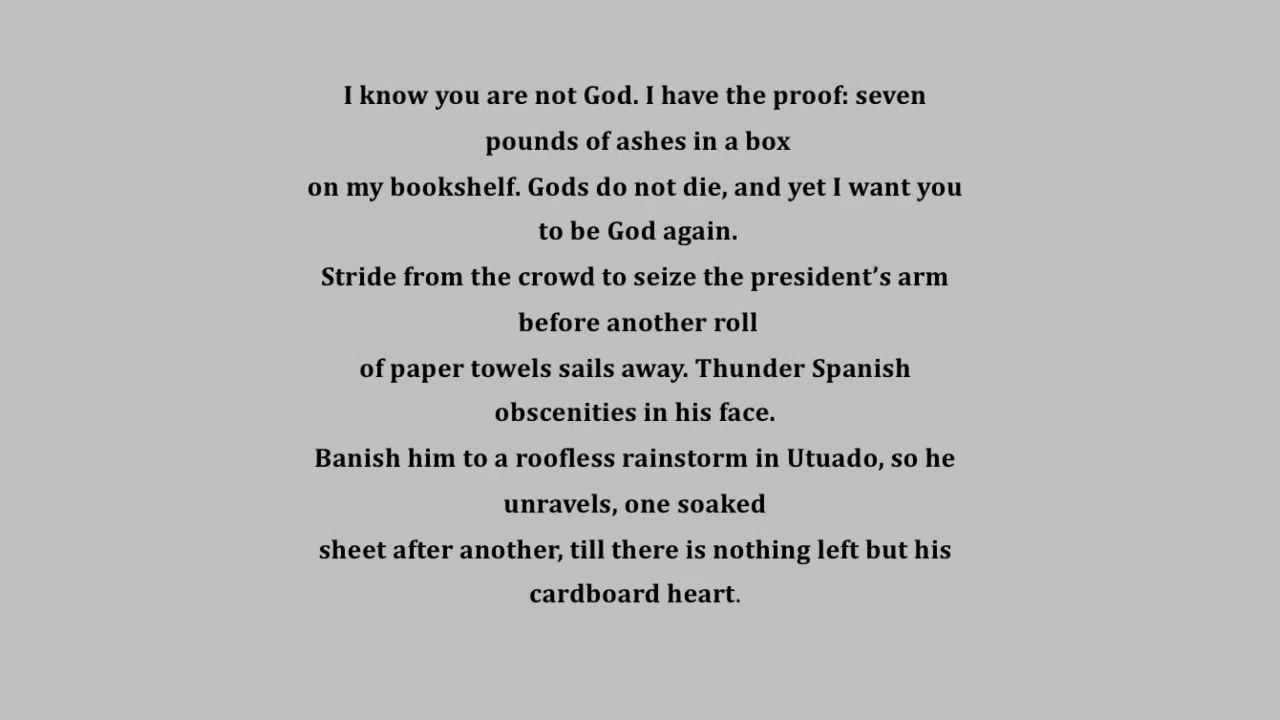 I know you are not God. I have the proof: seven
pounds of ashes in a box
on my bookshelf. Gods do not die, and yet I want you
to be God again.
Stride from the crowd to seize the president’s arm
before another roll
of paper towels sails away. Thunder Spanish
obscenities in his face.
Banish him to a roofless rainstorm in Utuado, so he
unravels, one soaked
sheet after another, till there is nothing left but his
cardboard heart.